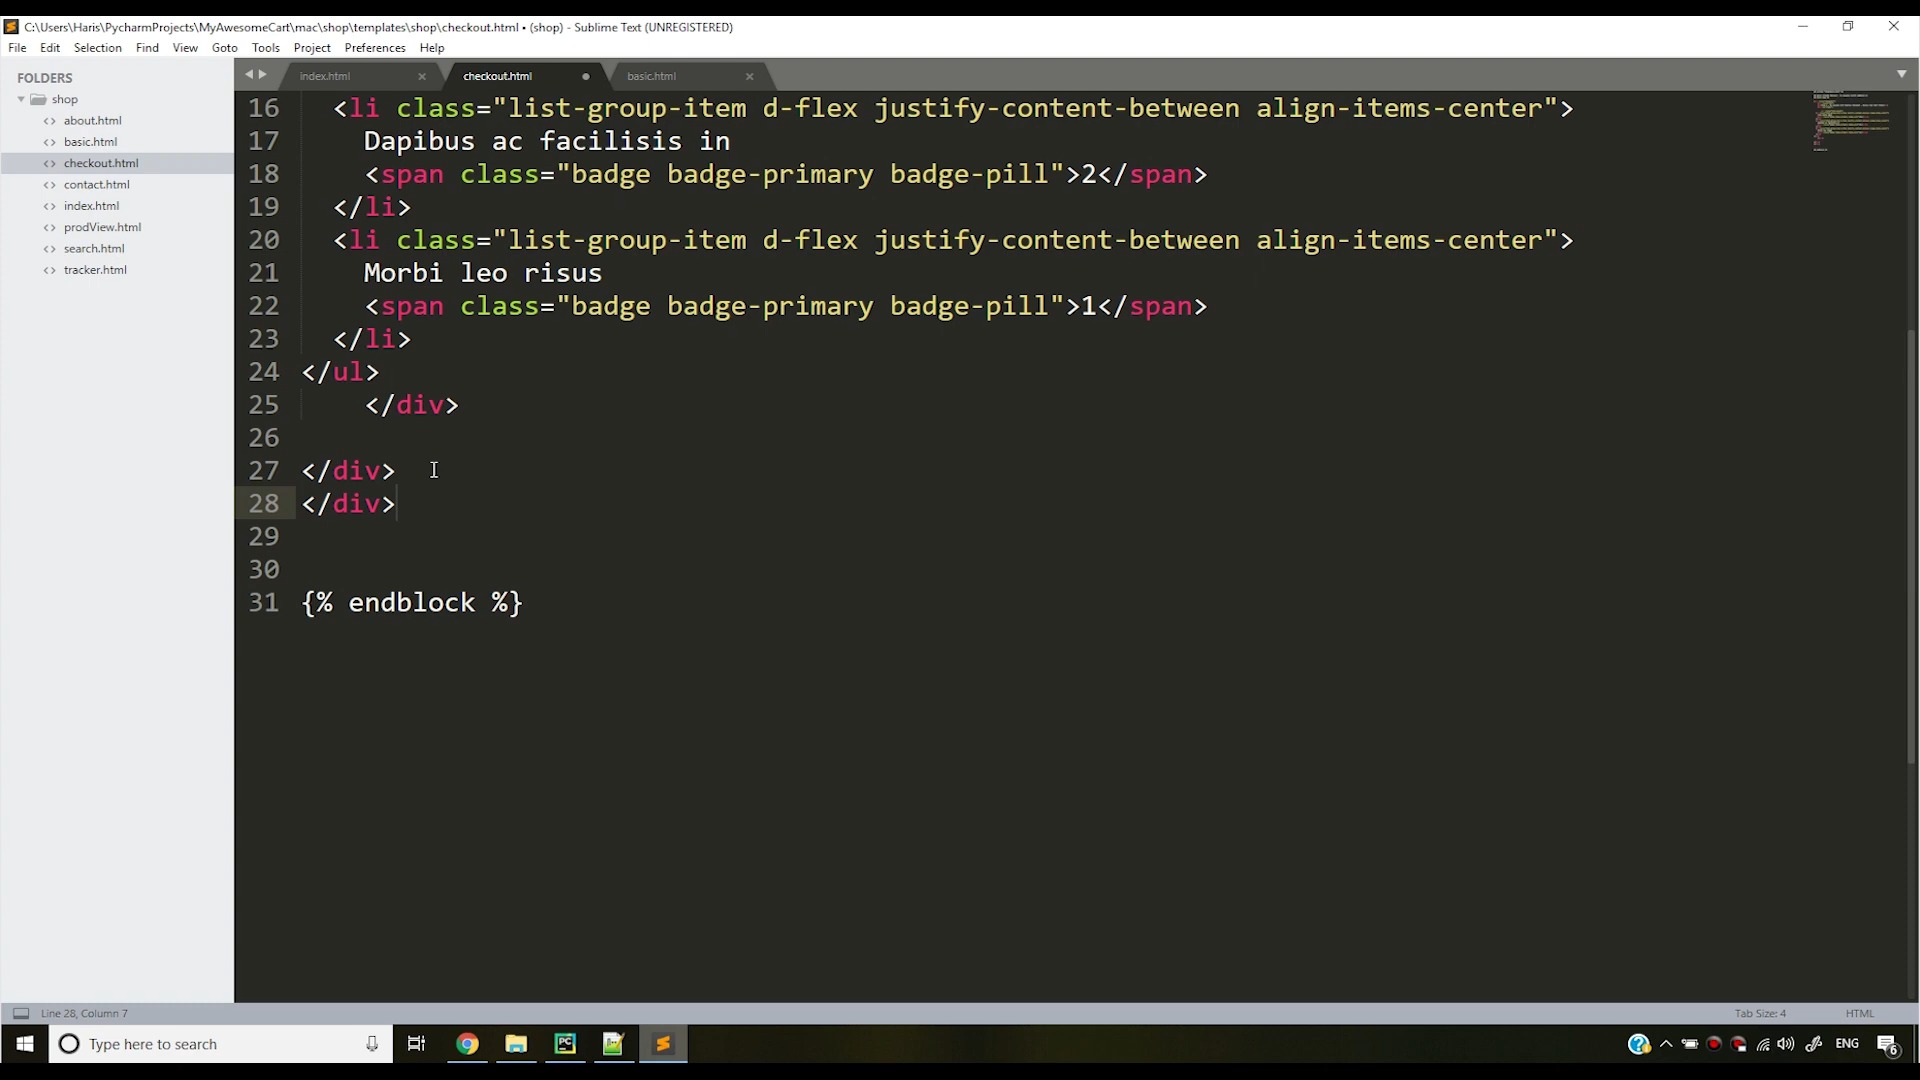 C:\Users\Haris\PycharmProjects\MyAwesomeCart\mac\shop\templates\shop\checkout.html • (shop) - Sublime Text (UNREGISTERED)
File Edit Selection Find View Goto Tools Project Preferences Help
FOLDERS
shop
about.html
basic.html
checkout.html
contact.html
index.html
prodView.html
search.html
tracker.html
index.html checkout.html basic.html
16 <li class="list-group-item d-flex justify-content-between align-items-center">
17 Dapibus ac facilisis in
18 <span class="badge badge-primary badge-pill">2</span>
19 </li>
20 <li class="list-group-item d-flex justify-content-between align-items-center">
21 Morbi leo risus
22 <span class="badge badge-primary badge-pill">1</span>
23 </li>
24 </ul>
25 </div>
26
27 </div>
28 </div>
29
30
31 {% endblock %}
Line 28, Column 7
Tab Size: 4 HTML
Type here to search
ENG
6